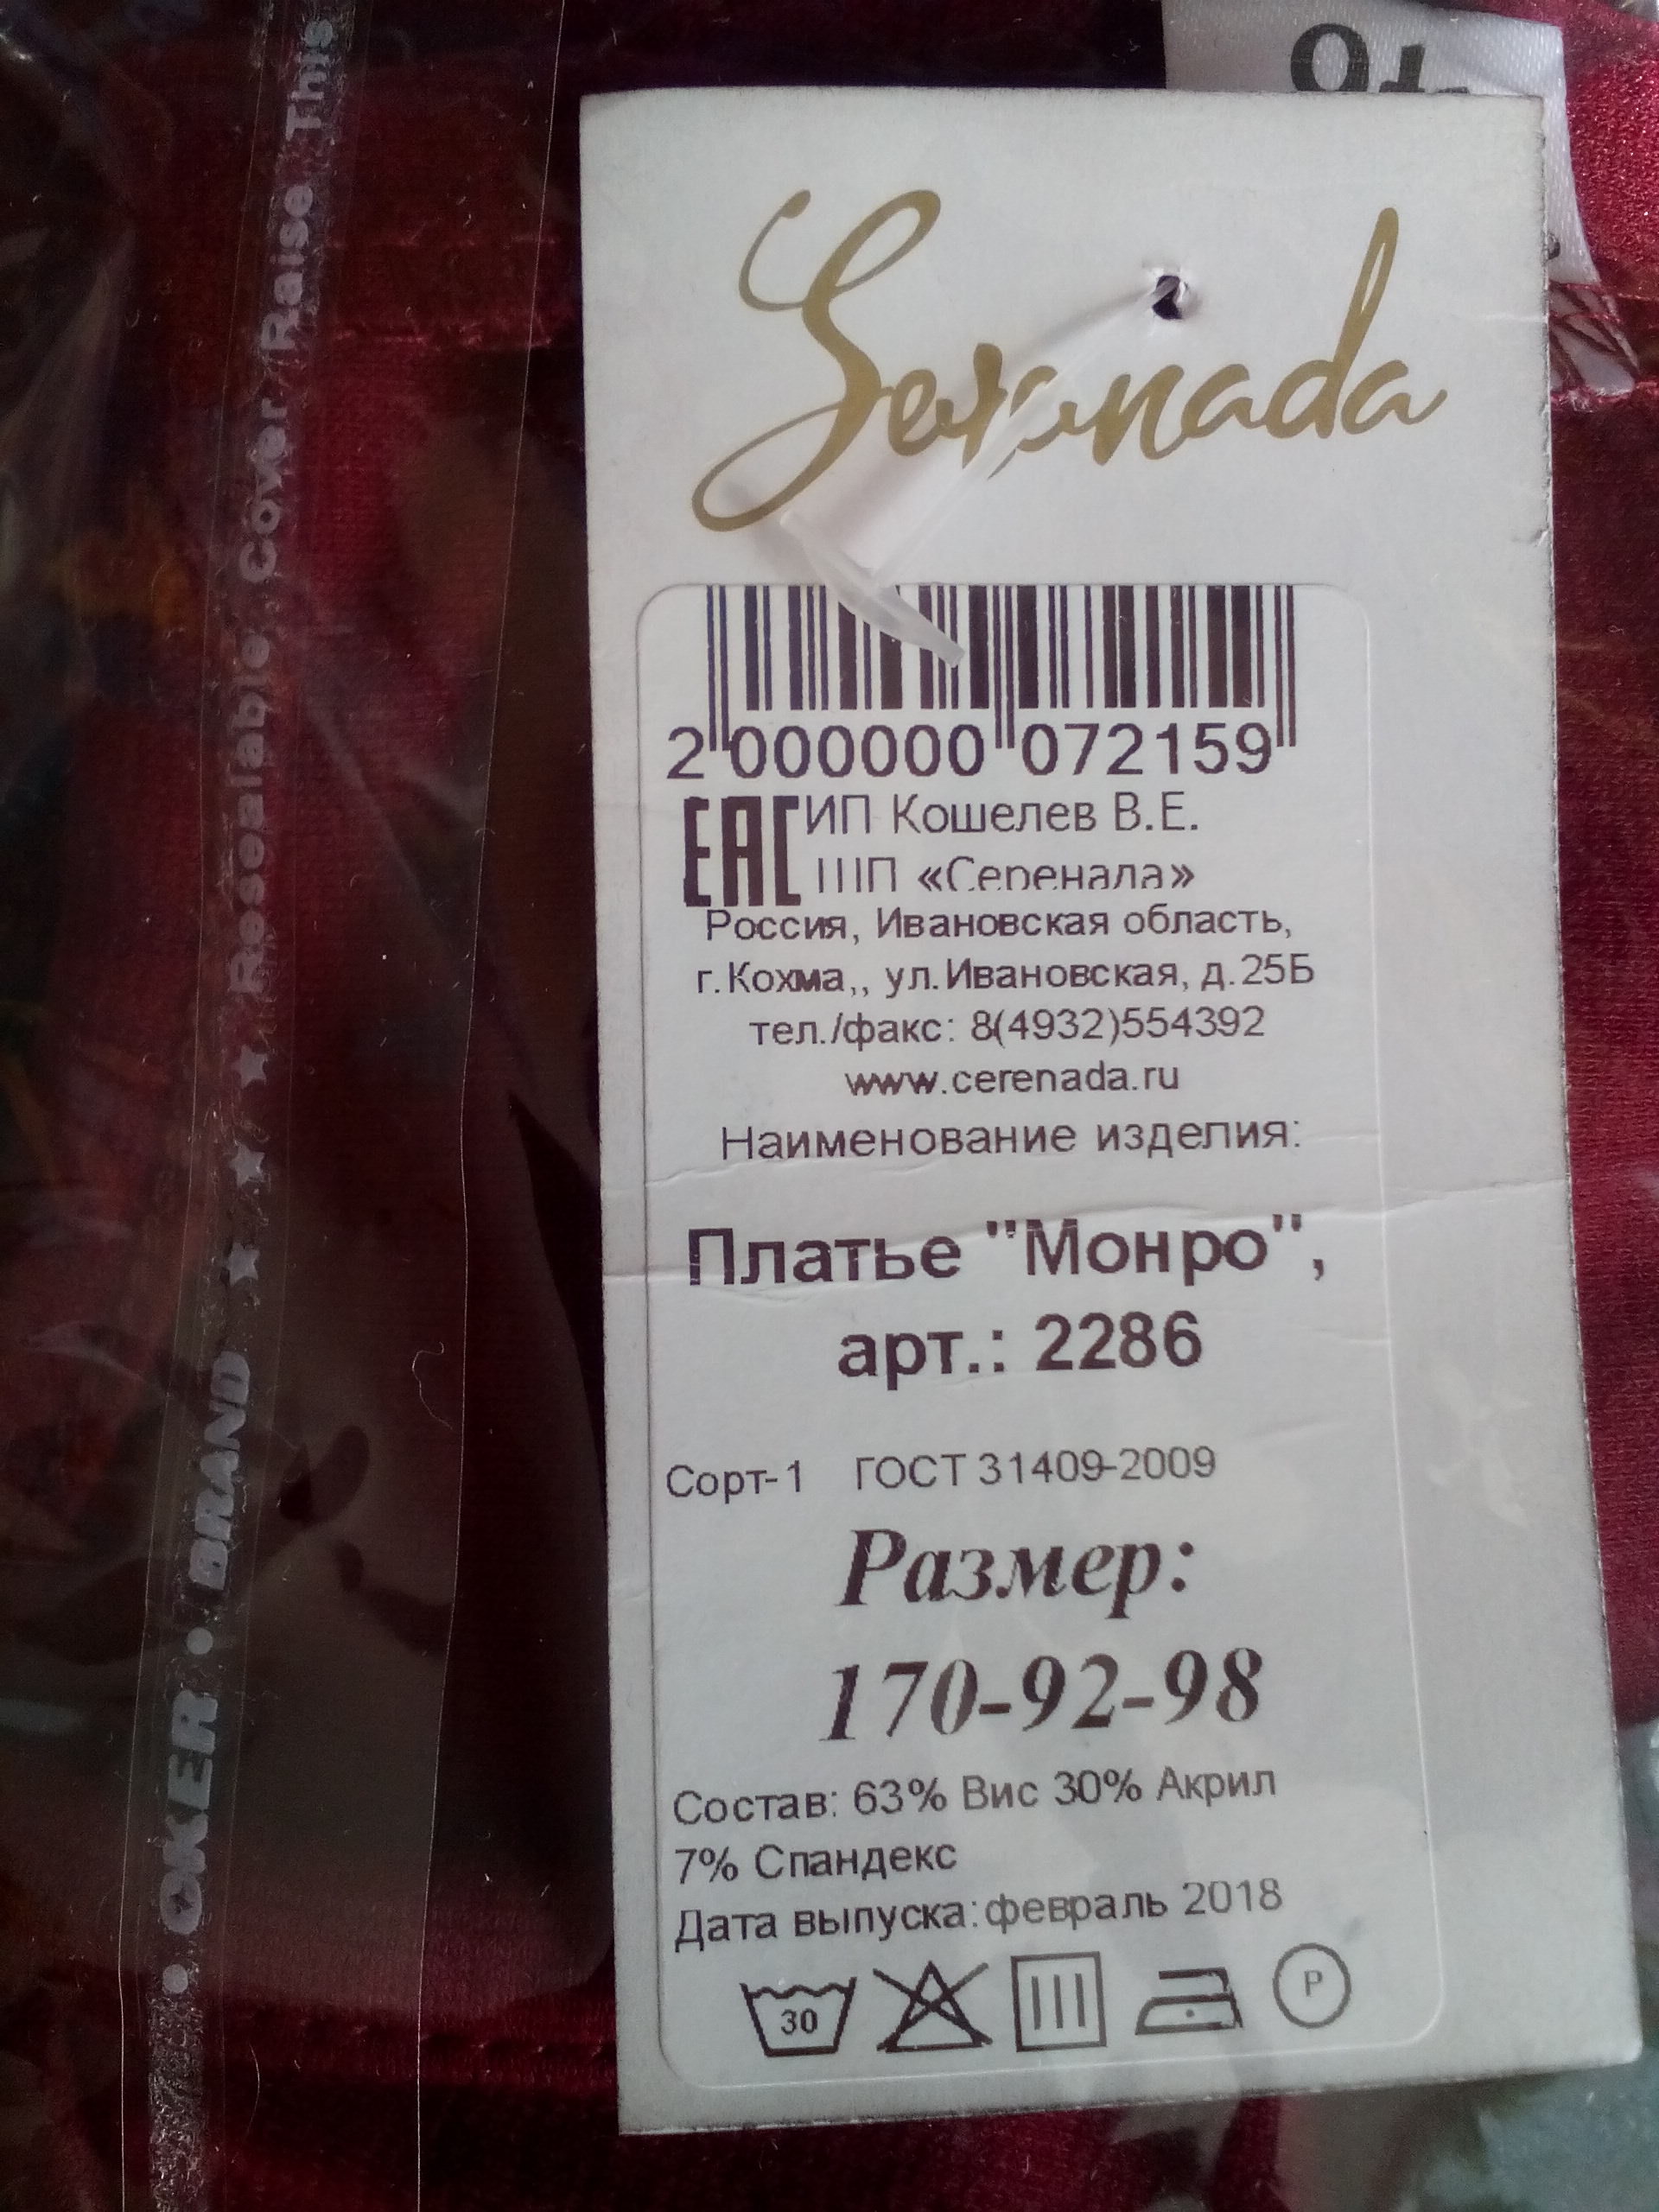 Serenada
2 000000 072159
EAC ИП Кошелев В.Е.
ШП «Серенада»
Россия, Ивановская область,
г.Кохма,, ул.Ивановская, д.25Б
тел./факс: 8(4932)554392
www.cerenada.ru
Наименование изделия:
Платье "Монро",
арт.: 2286
Сорт-1 ГОСТ 31409-2009
Размер:
170-92-98
Состав: 63% Вис 30% Акрил
7% Спандекс
Дата выпуска:февраль 2018
30 P
• OKER • BRAND ★ ★ ★ Resealable Cover/Raise This